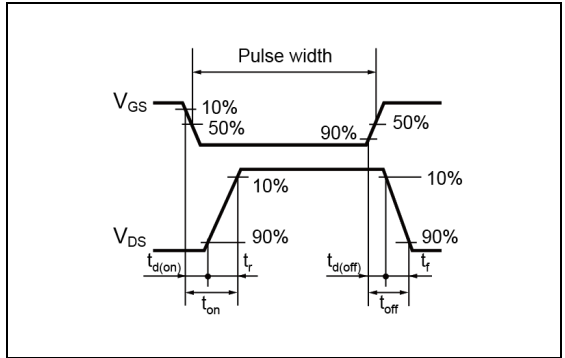 Pulse width
VGS
10%
50%
90%
50%
10%
10%
VDS
90%
90%
td(on)
tr
td(off)
tf
ton
toff